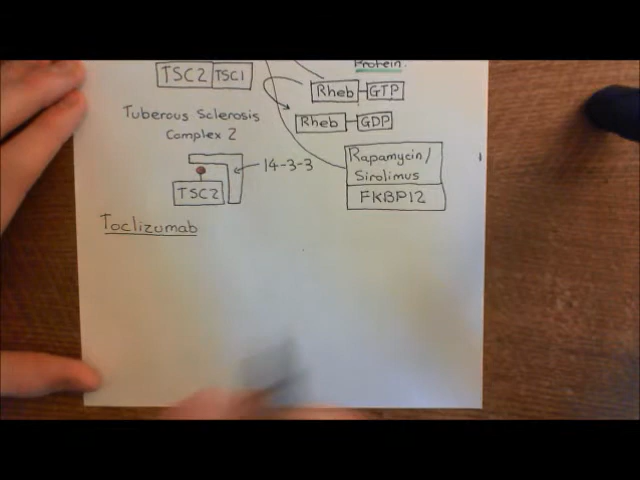 Protein.
TSC2 TSC1
Rheb GTP
Tuberous Sclerosis
Complex 2
Rheb GDP
14-3-3
TSC2
Rapamycin/
Sirolimus
FKBP12
Toclizumab